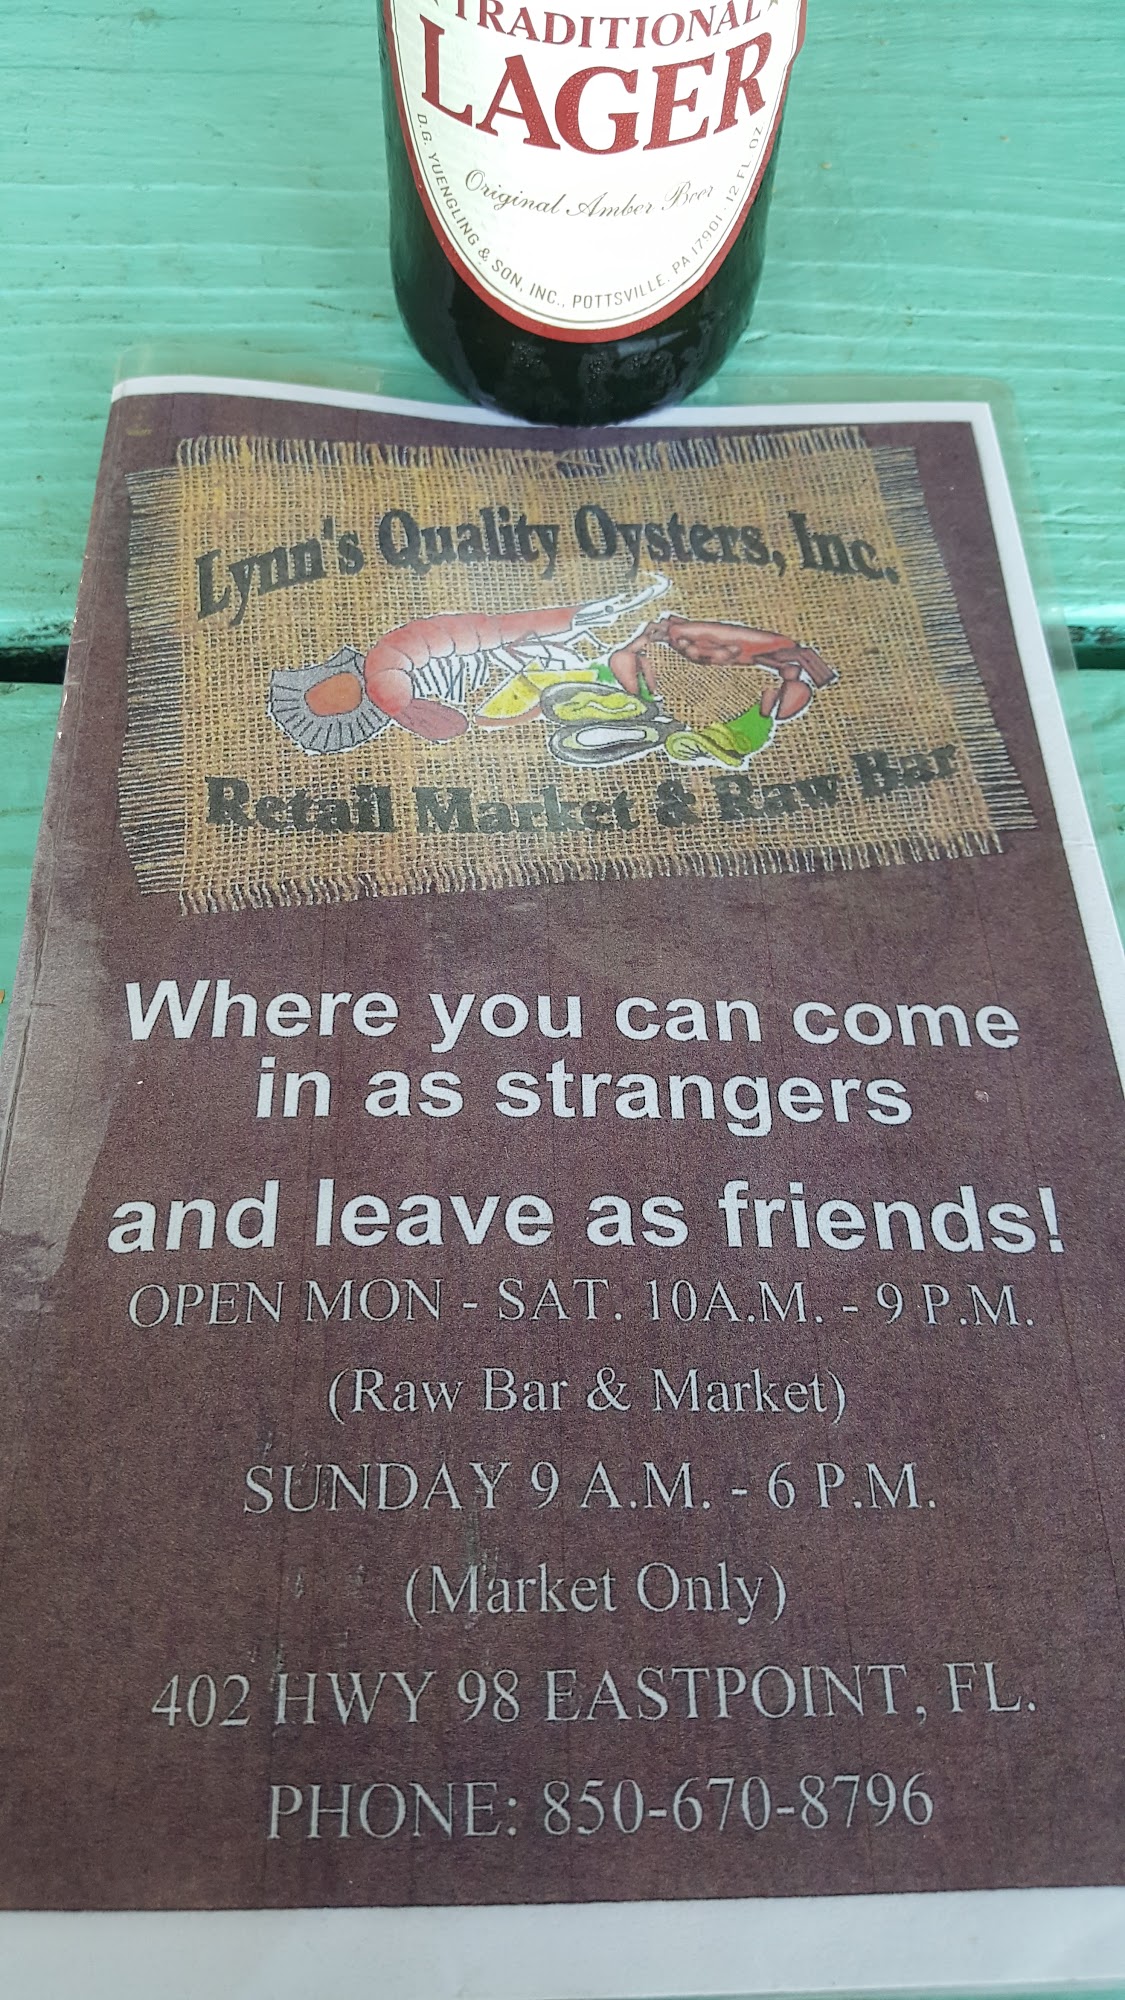 TRADITIONAL
LAGER
Original Amber Beer
D.G. YUENGLING & SON, INC., POTTSVILLE, PA 17901 · 12 FL OZ
Lynn's Quality Oysters, Inc.
Retail Market & Raw Bar
Where you can come
in as strangers
and leave as friends!
OPEN MON - SAT. 10A.M. - 9 P.M.
(Raw Bar & Market)
SUNDAY 9 A.M. - 6 P.M.
(Market Only)
402 HWY 98 EASTPOINT, FL.
PHONE: 850-670-8796